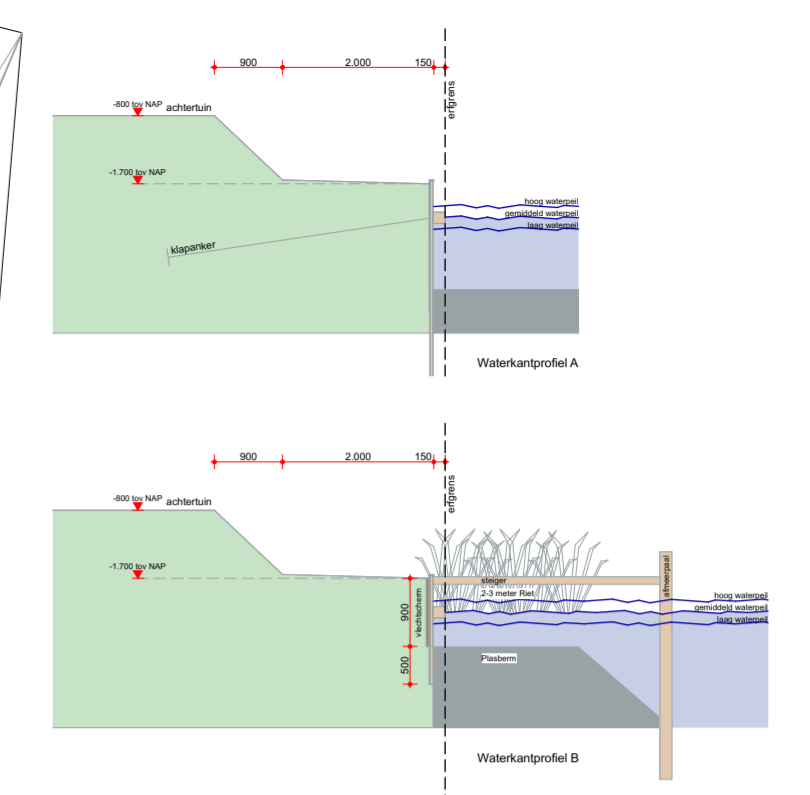 900 2.000 150
erfgrens
-800 tov NAP achtertuin
-1.700 tov NAP
hoog waterpeil
gemiddeld waterpeil
laag waterpeil
klapanker
Waterkantprofiel A
900 2.000 150
erfgrens
-800 tov NAP achtertuin
-1.700 tov NAP
steiger
2-3 meter Riet
afmeerpaal
hoog waterpeil
gemiddeld waterpeil
laag waterpeil
900
vlechtscherm
500
Plasberm
Waterkantprofiel B